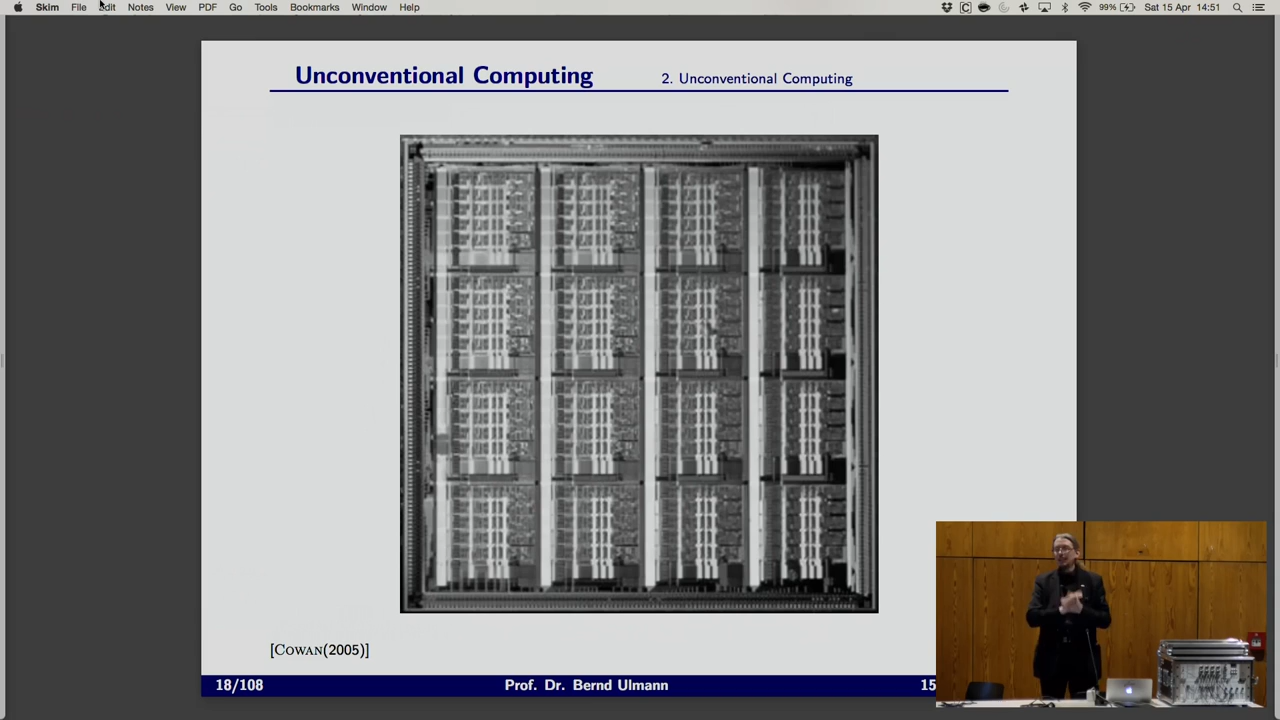 Skim File Edit Notes View PDF Go Tools Bookmarks Window Help 99% Sat 15 Apr 14:51
Unconventional Computing 2. Unconventional Computing
[COWAN(2005)]
18/108 Prof. Dr. Bernd Ulmann 15